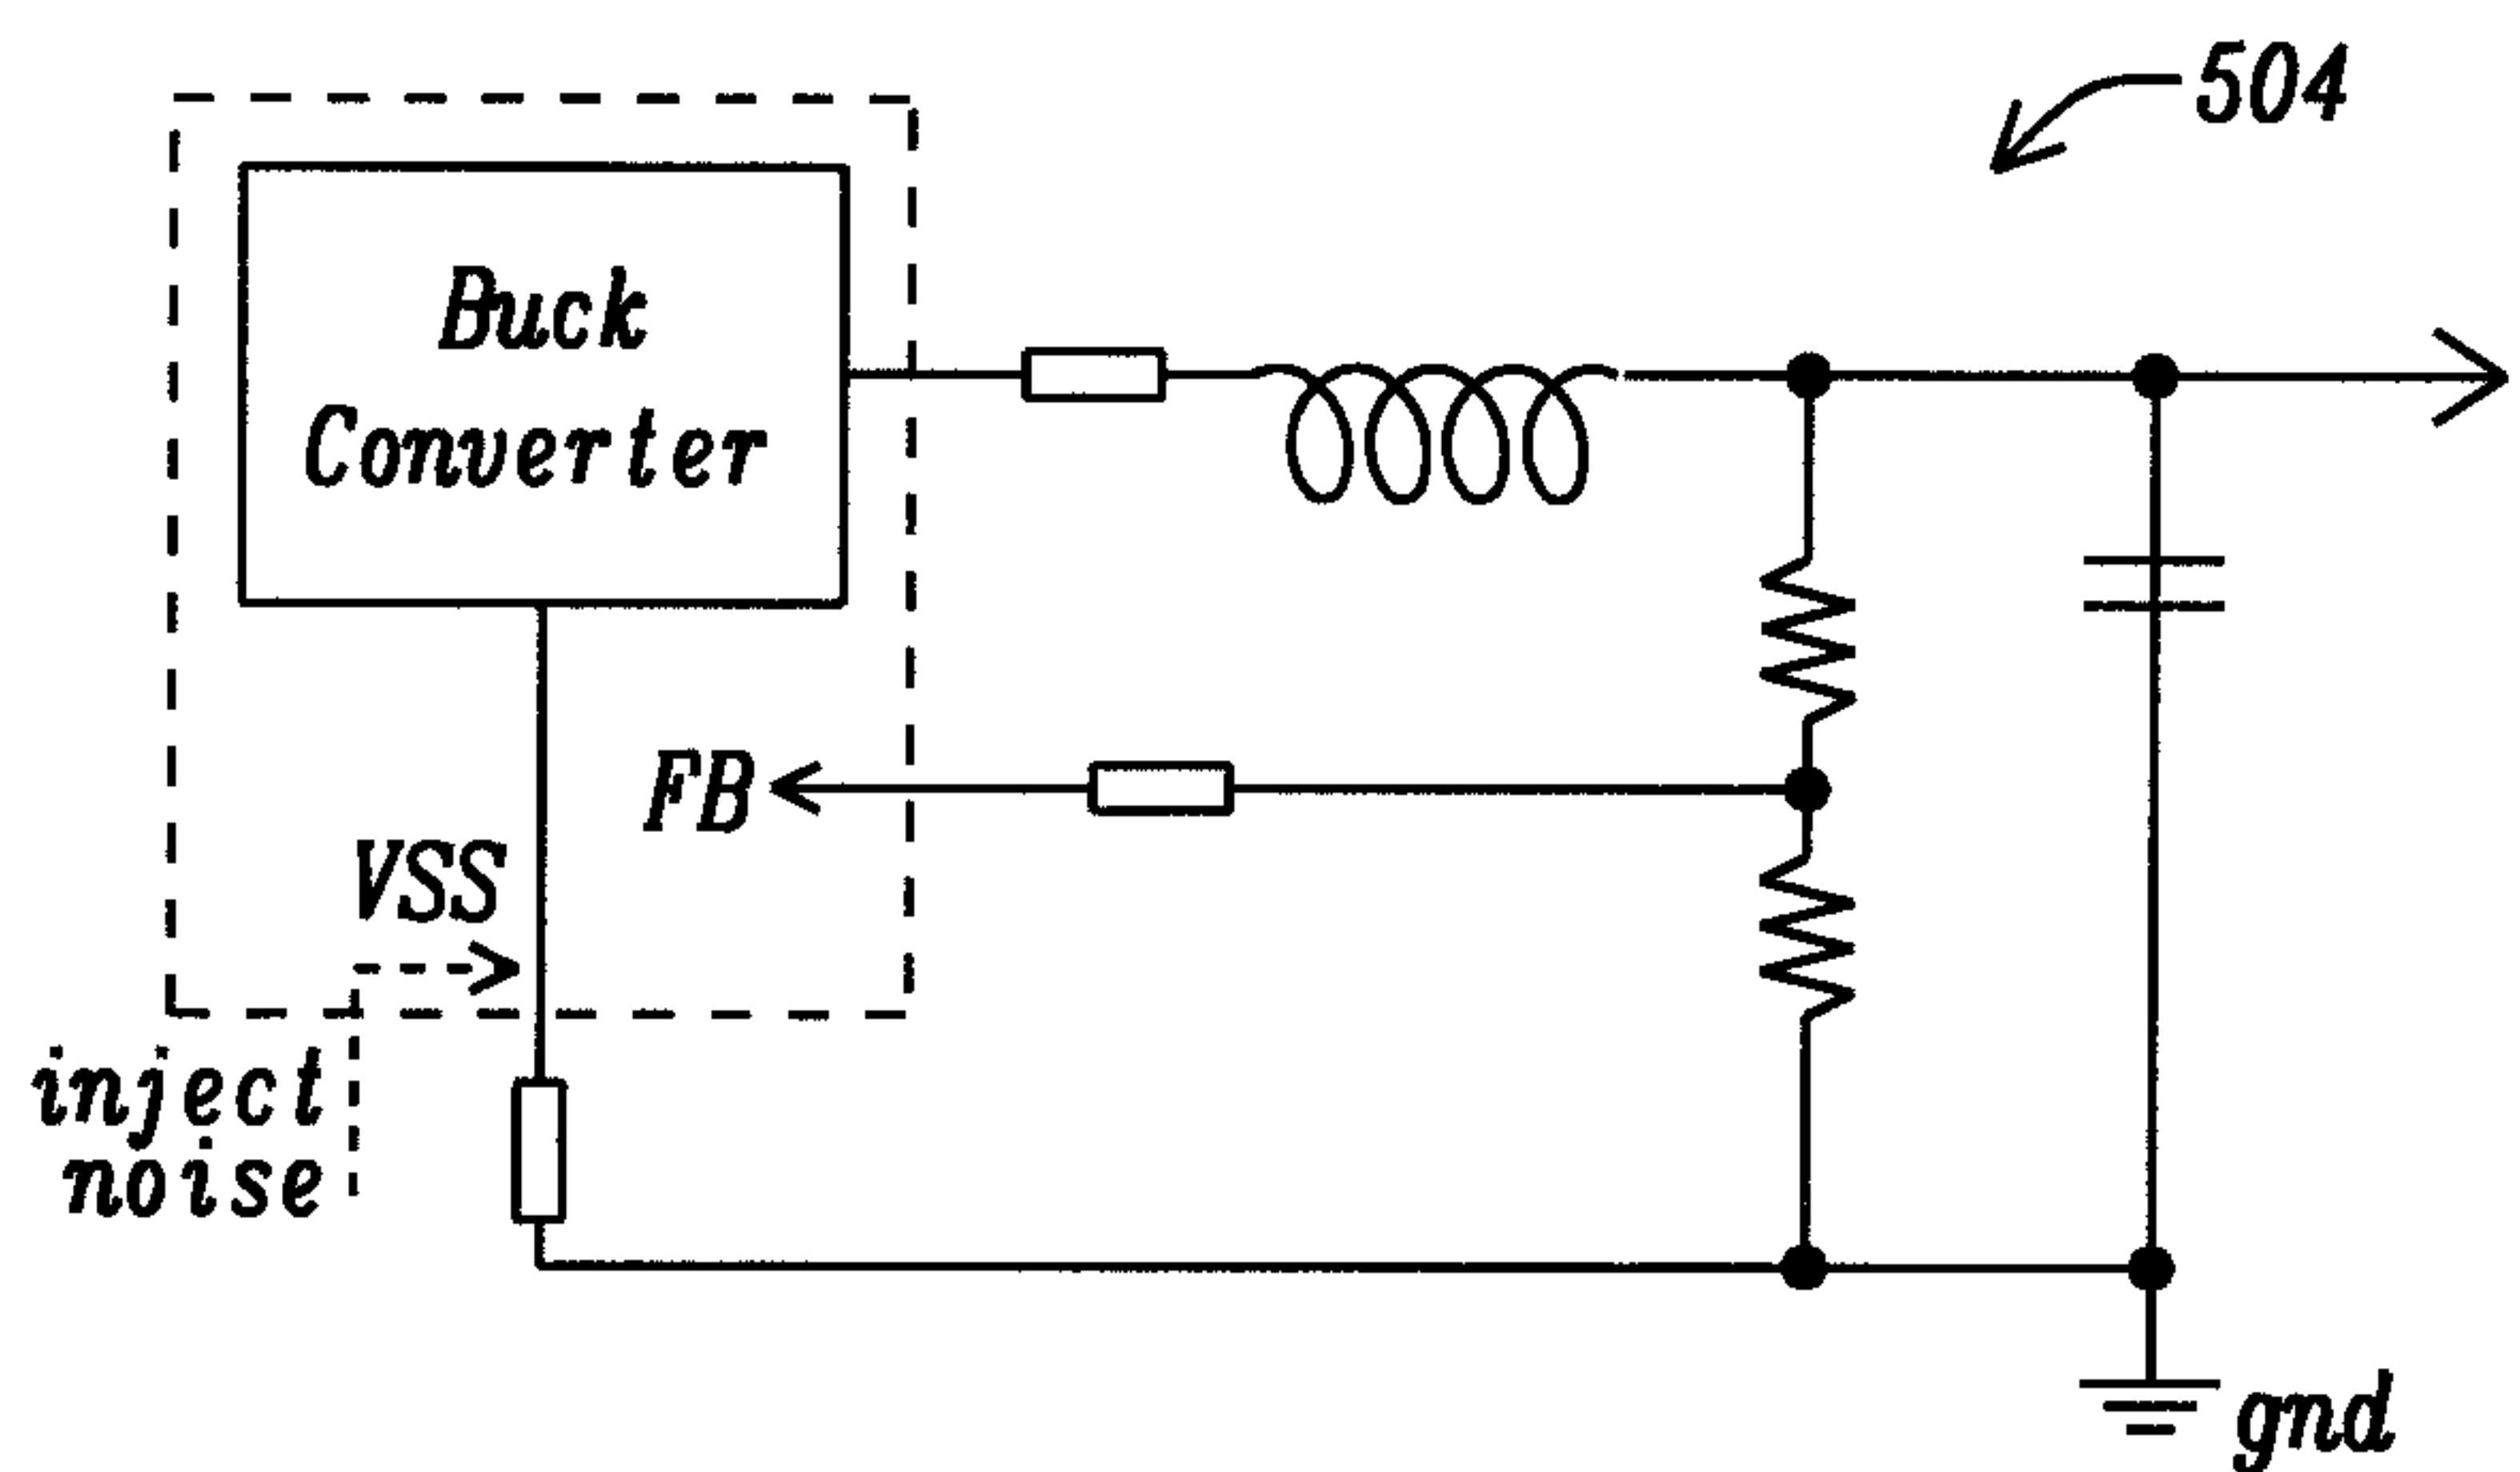 504
Buck
Converter
FB
VSS
inject
noise
gnd